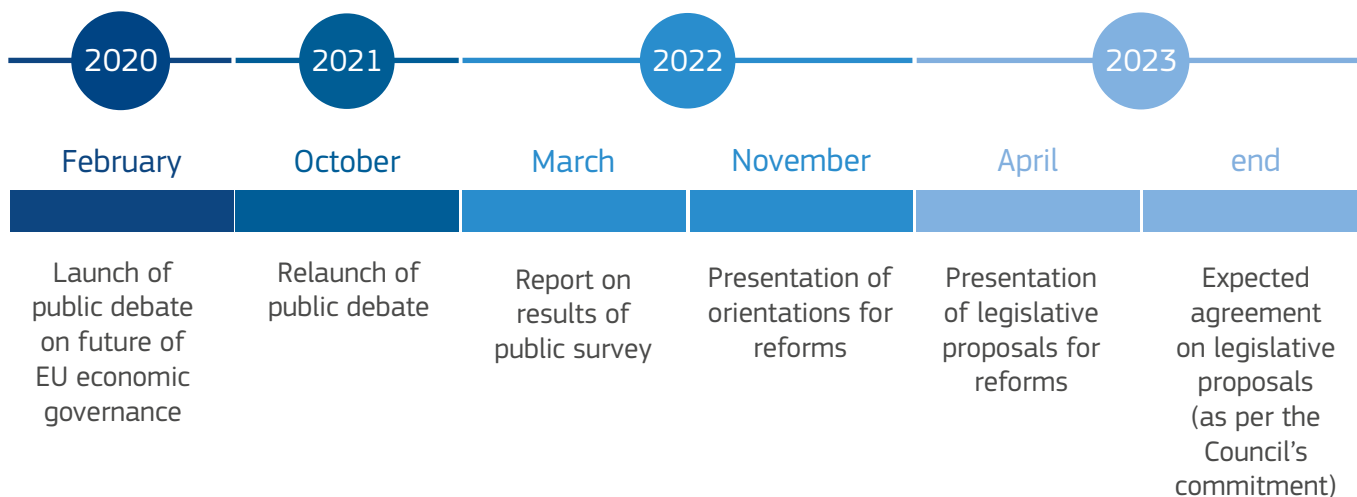 2020
2021
2022
2023
February
October
March
November
April
end
Launch of
public debate
on future of
EU economic
governance
Relaunch of
public debate
Report on
results of
public survey
Presentation of
orientations for
reforms
Presentation
of legislative
proposals for
reforms
Expected
agreement
on legislative
proposals
(as per the
Council’s
commitment)